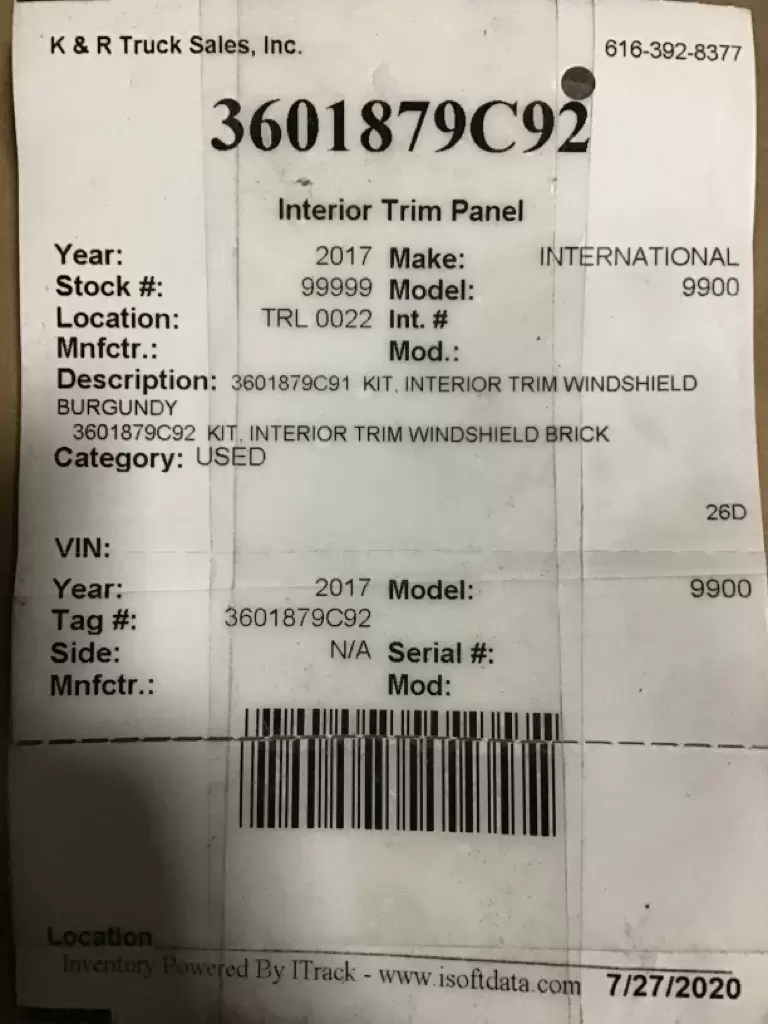 K & R Truck Sales, Inc. 616-392-8377
3601879C92
Interior Trim Panel
Year: 2017 Make: INTERNATIONAL
Stock #: 99999 Model: 9900
Location: TRL 0022 Int. #
Mnfctr.: Mod.:
Description: 3601879C91 KIT, INTERIOR TRIM WINDSHIELD
BURGUNDY
3601879C92 KIT, INTERIOR TRIM WINDSHIELD BRICK
Category: USED
26D
VIN:
Year: 2017 Model: 9900
Tag #: 3601879C92
Side: N/A Serial #:
Mnfctr.: Mod:
Location
Inventory Powered By ITrack - www.isoftdata.com 7/27/2020